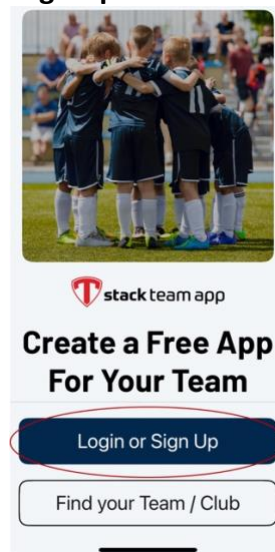 stack team app
Create a Free App
For Your Team
Login or Sign Up
Find your Team / Club